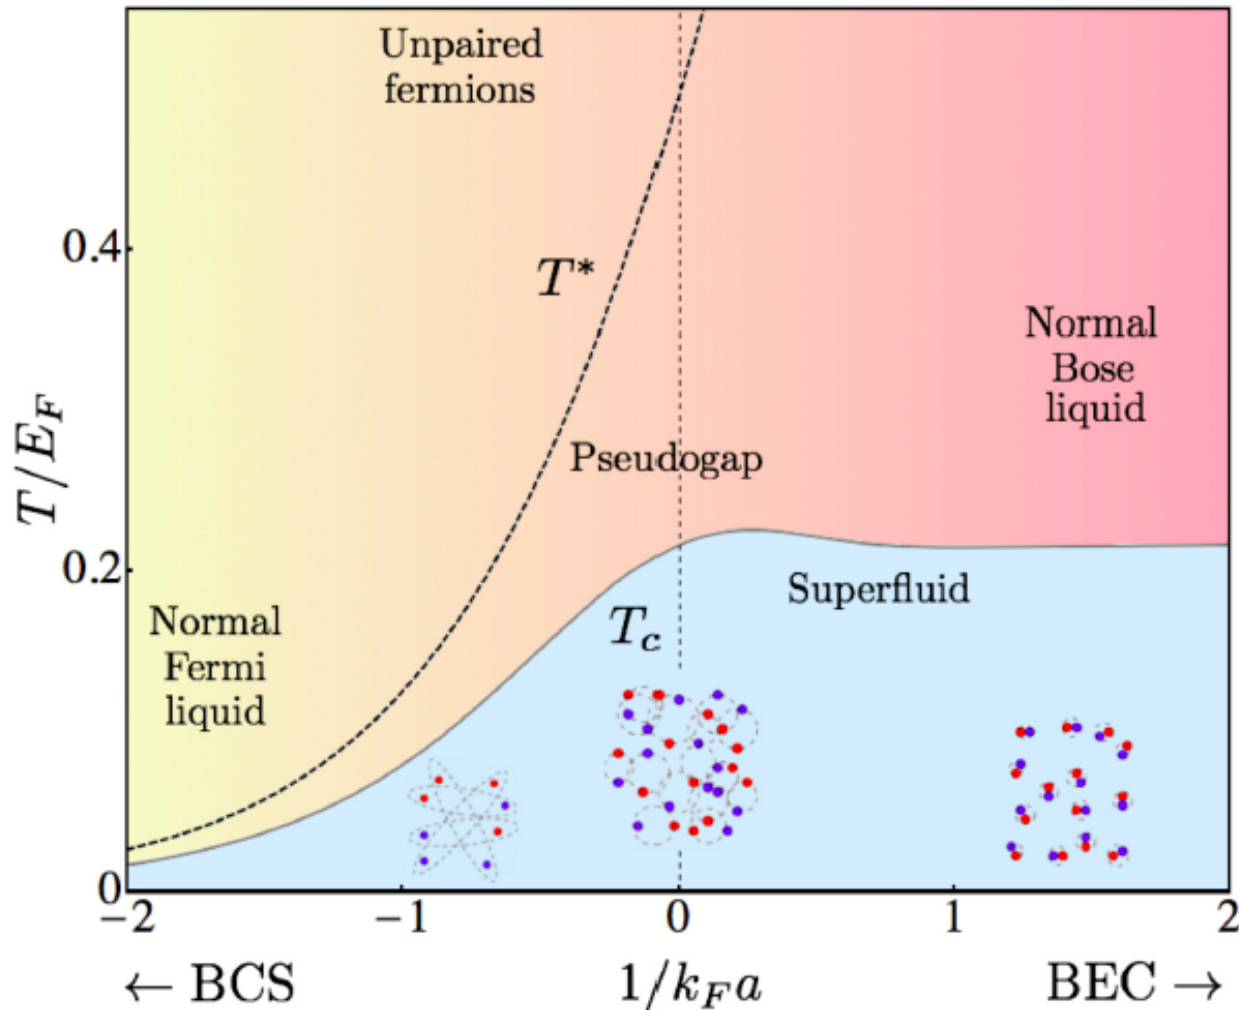 Unpaired
fermions
0.4
T*
Normal
Bose
liquid
T/E_F
Pseudogap
0.2
Superfluid
T_c
Normal
Fermi
liquid
0
−2
−1
0
1
2
← BCS
1/k_F a
BEC →